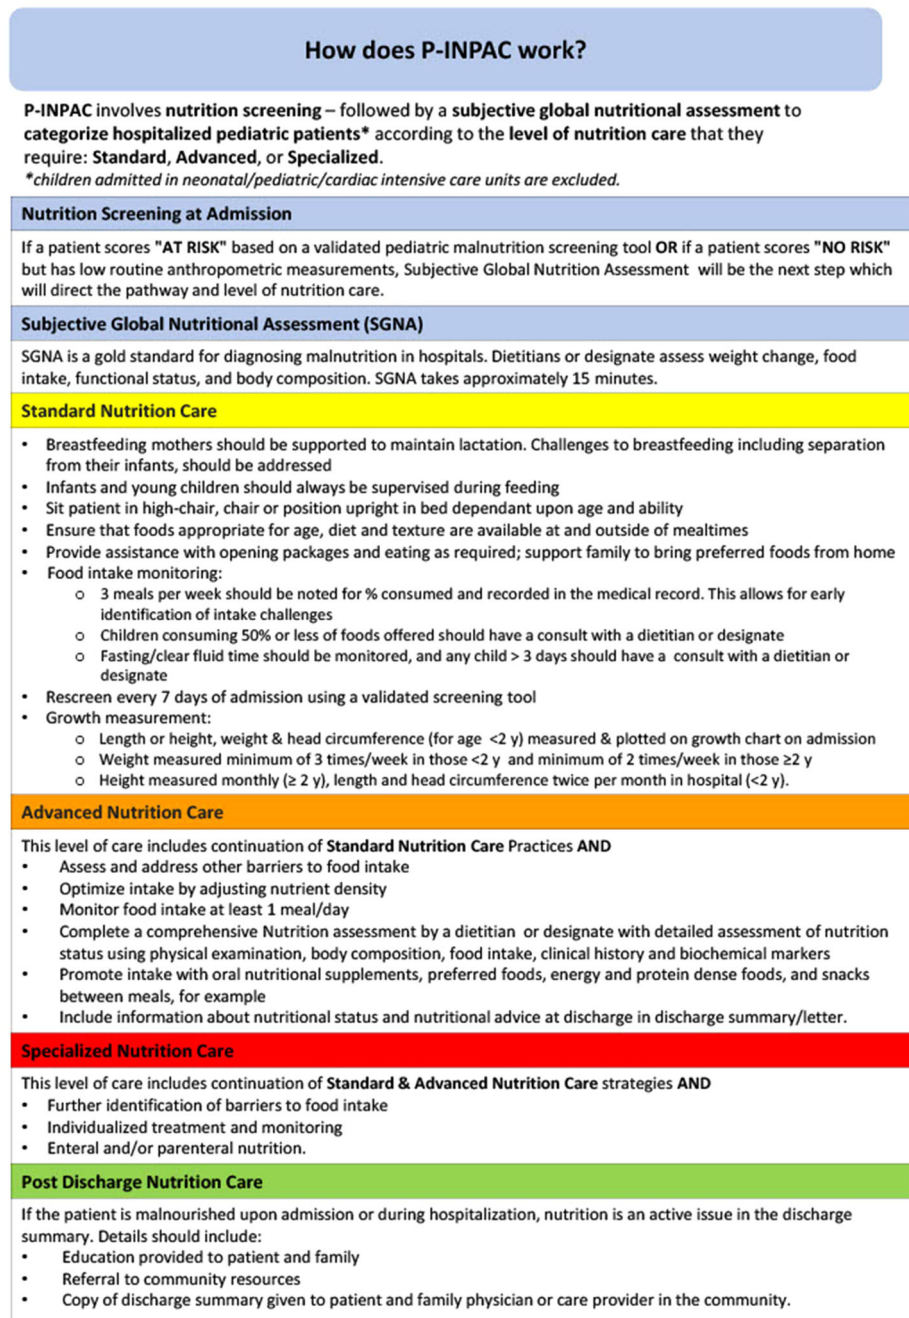 How does P-INPAC work?
P-INPAC involves nutrition screening – followed by a subjective global nutritional assessment to
categorize hospitalized pediatric patients* according to the level of nutrition care that they
require: Standard, Advanced, or Specialized.
*children admitted in neonatal/pediatric/cardiac intensive care units are excluded.
Nutrition Screening at Admission
If a patient scores "AT RISK" based on a validated pediatric malnutrition screening tool OR if a patient scores "NO RISK"
but has low routine anthropometric measurements, Subjective Global Nutrition Assessment will be the next step which
will direct the pathway and level of nutrition care.
Subjective Global Nutritional Assessment (SGNA)
SGNA is a gold standard for diagnosing malnutrition in hospitals. Dietitians or designate assess weight change, food
intake, functional status, and body composition. SGNA takes approximately 15 minutes.
Standard Nutrition Care
• Breastfeeding mothers should be supported to maintain lactation. Challenges to breastfeeding including separation
from their infants, should be addressed
• Infants and young children should always be supervised during feeding
• Sit patient in high-chair, chair or position upright in bed dependant upon age and ability
• Ensure that foods appropriate for age, diet and texture are available at and outside of mealtimes
• Provide assistance with opening packages and eating as required; support family to bring preferred foods from home
• Food intake monitoring:
o 3 meals per week should be noted for % consumed and recorded in the medical record. This allows for early
identification of intake challenges
o Children consuming 50% or less of foods offered should have a consult with a dietitian or designate
o Fasting/clear fluid time should be monitored, and any child > 3 days should have a consult with a dietitian or
designate
• Rescreen every 7 days of admission using a validated screening tool
• Growth measurement:
o Length or height, weight & head circumference (for age <2 y) measured & plotted on growth chart on admission
o Weight measured minimum of 3 times/week in those <2 y and minimum of 2 times/week in those ≥2 y
o Height measured monthly (≥ 2 y), length and head circumference twice per month in hospital (<2 y).
Advanced Nutrition Care
This level of care includes continuation of Standard Nutrition Care Practices AND
• Assess and address other barriers to food intake
• Optimize intake by adjusting nutrient density
• Monitor food intake at least 1 meal/day
• Complete a comprehensive Nutrition assessment by a dietitian or designate with detailed assessment of nutrition
status using physical examination, body composition, food intake, clinical history and biochemical markers
• Promote intake with oral nutritional supplements, preferred foods, energy and protein dense foods, and snacks
between meals, for example
• Include information about nutritional status and nutritional advice at discharge in discharge summary/letter.
Specialized Nutrition Care
This level of care includes continuation of Standard & Advanced Nutrition Care strategies AND
• Further identification of barriers to food intake
• Individualized treatment and monitoring
• Enteral and/or parenteral nutrition.
Post Discharge Nutrition Care
If the patient is malnourished upon admission or during hospitalization, nutrition is an active issue in the discharge
summary. Details should include:
• Education provided to patient and family
• Referral to community resources
• Copy of discharge summary given to patient and family physician or care provider in the community.